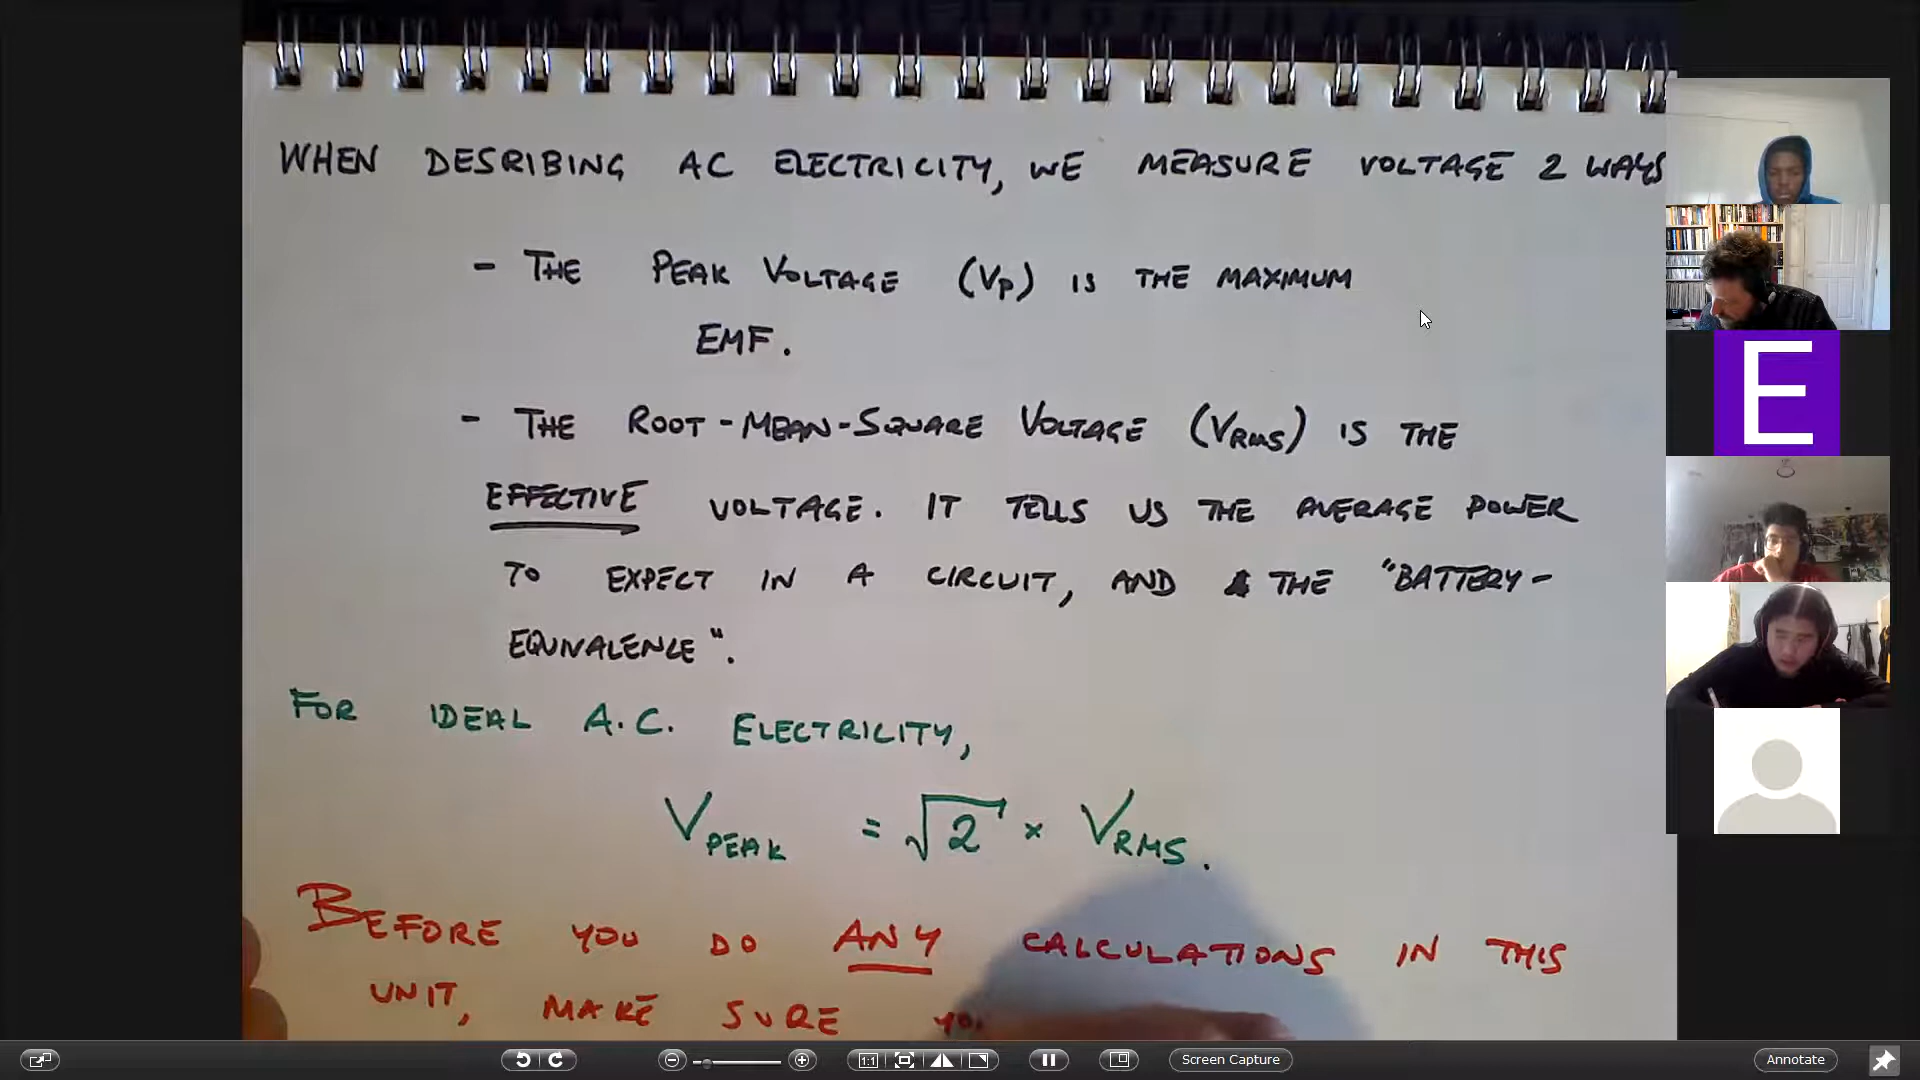 WHEN DESRIBING AC ELECTRICITY, WE MEASURE VOLTAGE 2 WAYS
- THE PEAK VOLTAGE (VP) IS THE MAXIMUM
EMF.
- THE ROOT-MEAN-SQUARE VOLTAGE (VRMS) IS THE
EFFECTIVE VOLTAGE. IT TELLS US THE AVERAGE POWER
TO EXPECT IN A CIRCUIT, AND THE "BATTERY-
EQUIVALENCE".
FOR IDEAL A.C. ELECTRICITY,
VPEAK = √2 × VRMS.
BEFORE YOU DO ANY CALCULATIONS IN THIS
UNIT, MAKE SURE
E
1:1
Screen Capture
Annotate